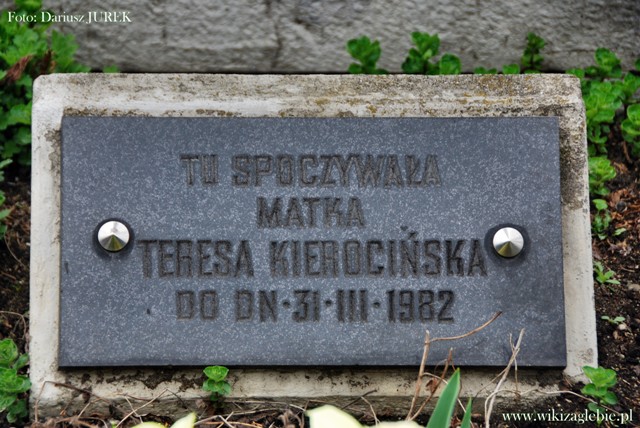 Foto: Dariusz JUREK
TU SPOCZYWAŁA
MATKA
TERESA KIEROCIŃSKA
DO DN·31·III·1982
www.wikizaglebie.pl